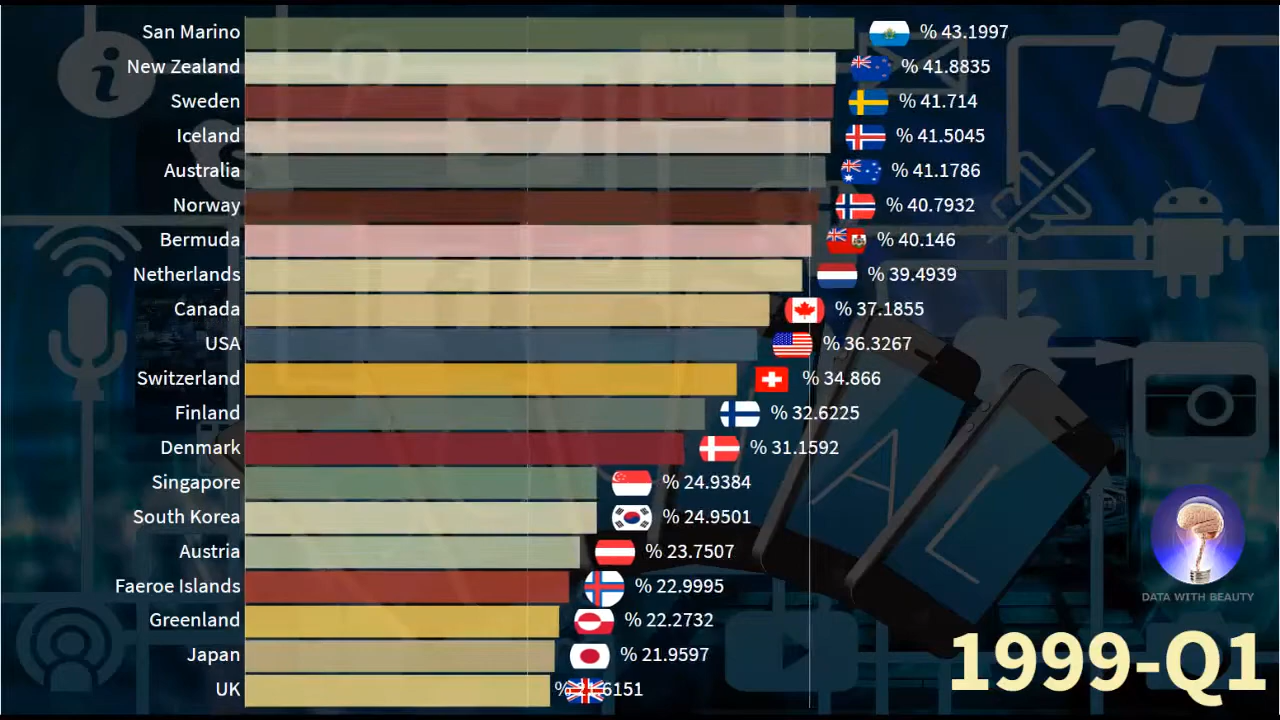 San Marino % 43.1997
New Zealand % 41.8835
Sweden % 41.714
Iceland % 41.5045
Australia % 41.1786
Norway % 40.7932
Bermuda % 40.146
Netherlands % 39.4939
Canada % 37.1855
USA % 36.3267
Switzerland % 34.866
Finland % 32.6225
Denmark % 31.1592
Singapore % 24.9384
South Korea % 24.9501
Austria % 23.7507
Faeroe Islands % 22.9995
Greenland % 22.2732
Japan % 21.9597
UK
DATA WITH BEAUTY
1999-Q1